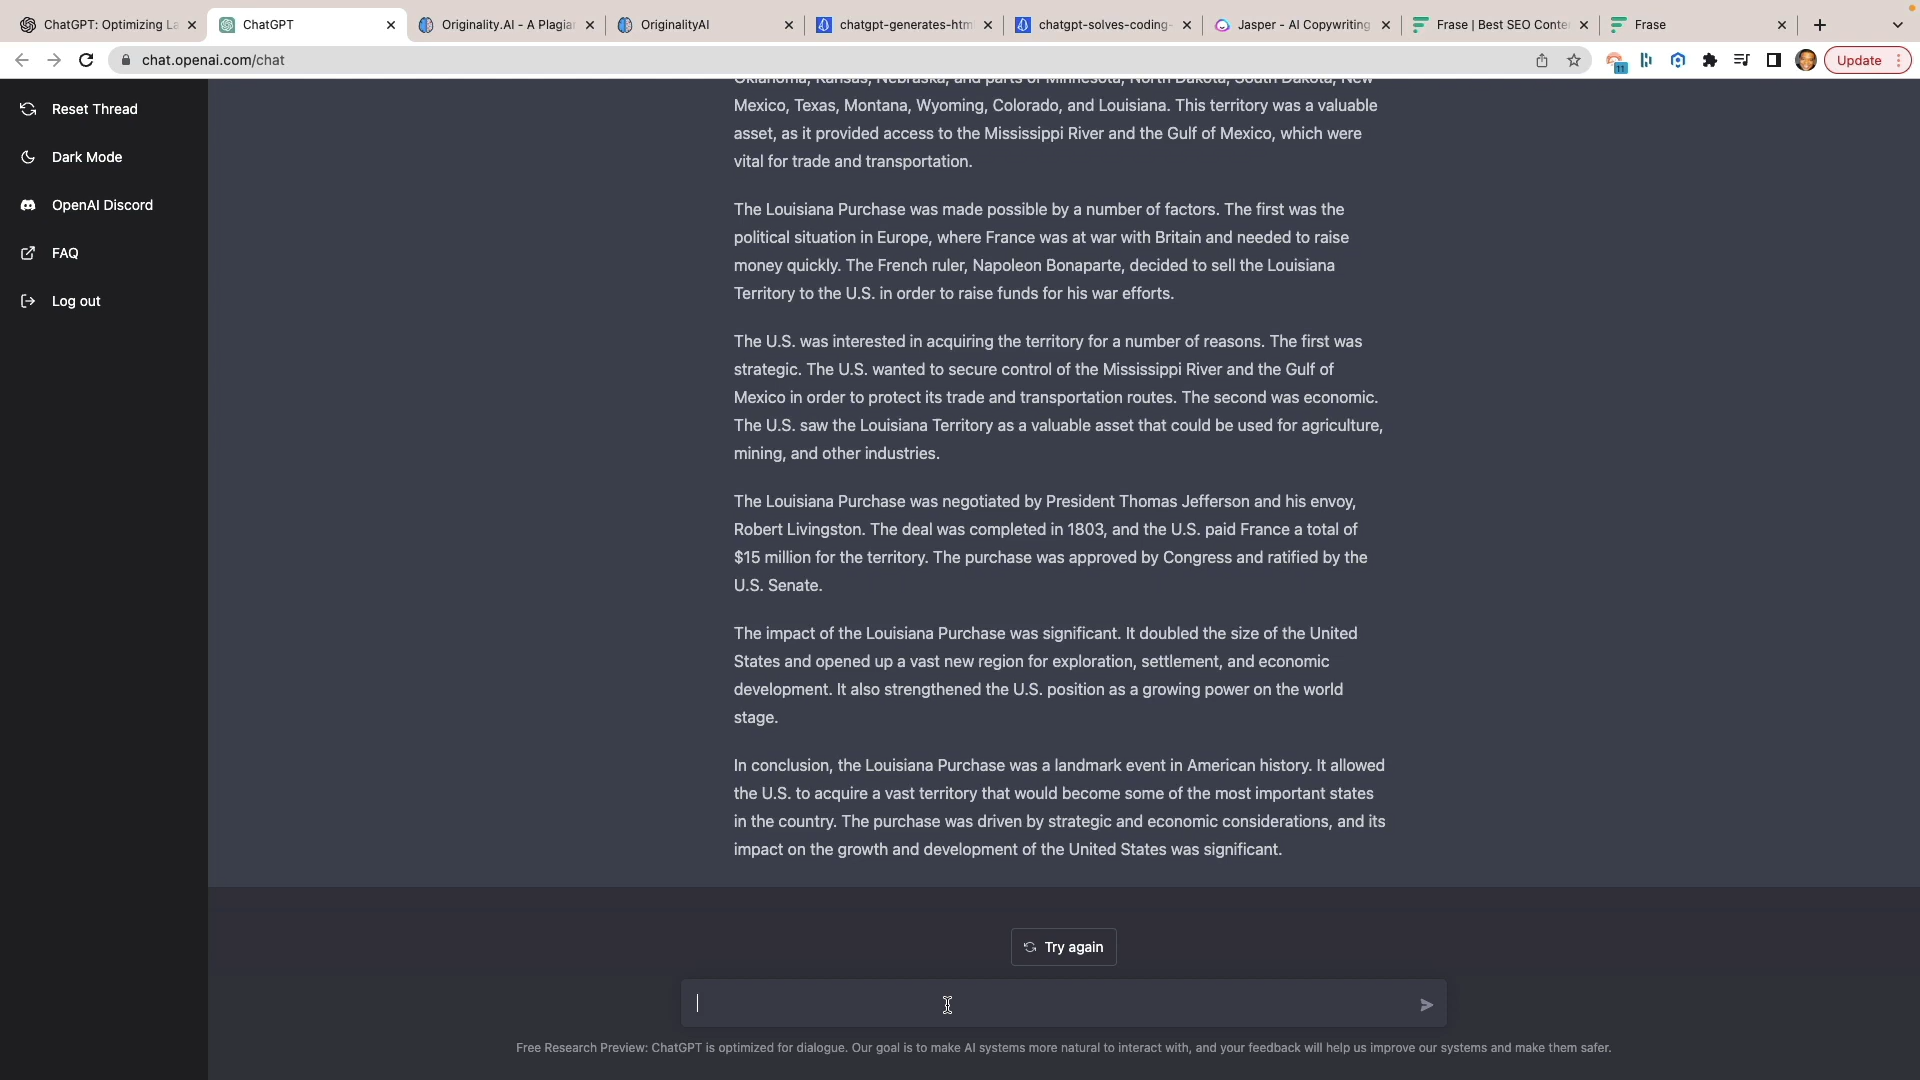 ChatGPT: Optimizing La
ChatGPT
Originality.AI - A Plagia
OriginalityAI
chatgpt-generates-htm
chatgpt-solves-coding-
Jasper - AI Copywriting
Frase | Best SEO Conte
Frase
chat.openai.com/chat
11
Update
Reset Thread
Dark Mode
OpenAI Discord
FAQ
Log out
Oklahoma, Kansas, Nebraska, and parts of Minnesota, North Dakota, South Dakota, New
Mexico, Texas, Montana, Wyoming, Colorado, and Louisiana. This territory was a valuable
asset, as it provided access to the Mississippi River and the Gulf of Mexico, which were
vital for trade and transportation.
The Louisiana Purchase was made possible by a number of factors. The first was the
political situation in Europe, where France was at war with Britain and needed to raise
money quickly. The French ruler, Napoleon Bonaparte, decided to sell the Louisiana
Territory to the U.S. in order to raise funds for his war efforts.
The U.S. was interested in acquiring the territory for a number of reasons. The first was
strategic. The U.S. wanted to secure control of the Mississippi River and the Gulf of
Mexico in order to protect its trade and transportation routes. The second was economic.
The U.S. saw the Louisiana Territory as a valuable asset that could be used for agriculture,
mining, and other industries.
The Louisiana Purchase was negotiated by President Thomas Jefferson and his envoy,
Robert Livingston. The deal was completed in 1803, and the U.S. paid France a total of
$15 million for the territory. The purchase was approved by Congress and ratified by the
U.S. Senate.
The impact of the Louisiana Purchase was significant. It doubled the size of the United
States and opened up a vast new region for exploration, settlement, and economic
development. It also strengthened the U.S. position as a growing power on the world
stage.
In conclusion, the Louisiana Purchase was a landmark event in American history. It allowed
the U.S. to acquire a vast territory that would become some of the most important states
in the country. The purchase was driven by strategic and economic considerations, and its
impact on the growth and development of the United States was significant.
Try again
Free Research Preview: ChatGPT is optimized for dialogue. Our goal is to make AI systems more natural to interact with, and your feedback will help us improve our systems and make them safer.